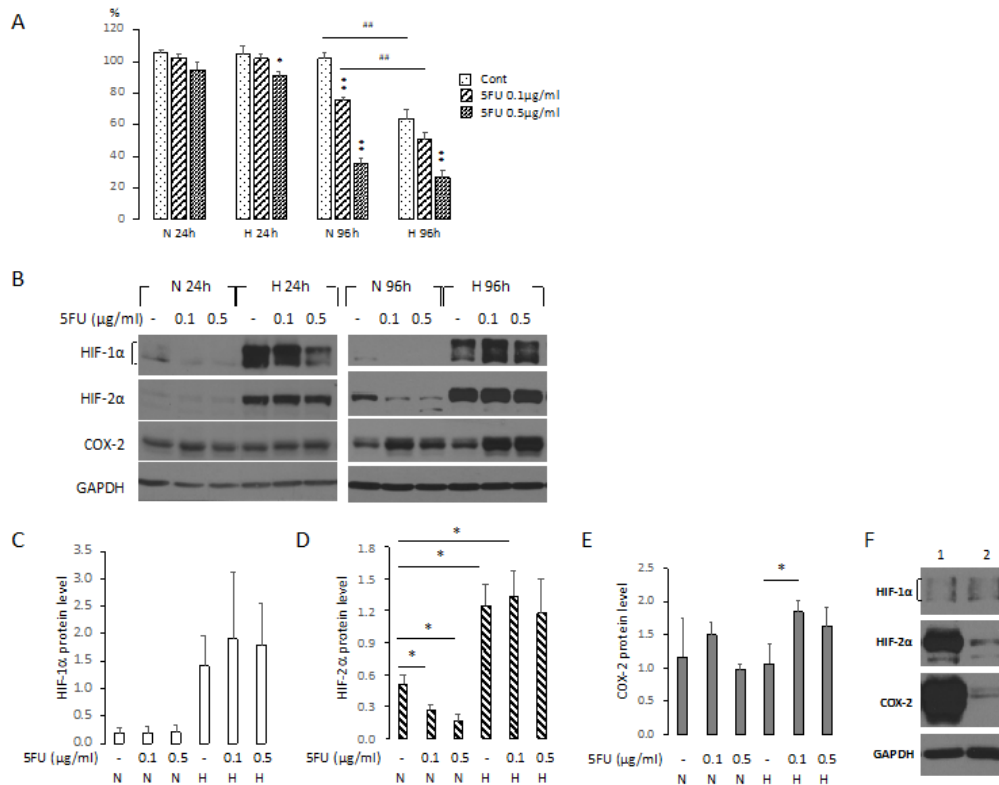 A
%
120
100
80
60
40
20
0
## 
##
*
**
**
**
Cont
5FU 0.1µg/ml
5FU 0.5µg/ml
N 24h H 24h N 96h H 96h
B
N 24h H 24h N 96h H 96h
5FU (µg/ml) - 0.1 0.5 - 0.1 0.5 - 0.1 0.5 - 0.1 0.5
HIF-1α
HIF-2α
COX-2
GAPDH
C
HIF-1α protein level
3.5
3.0
2.5
2.0
1.5
1.0
0.5
0.0
5FU (µg/ml) - 0.1 0.5 - 0.1 0.5
N N N H H H
D
HIF-2α protein level
1.8
1.5
1.2
0.9
0.6
0.3
0.0
*
*
*
*
- 0.1 0.5 - 0.1 0.5
N N N H H H
E
COX-2 protein level
2.5
2.0
1.5
1.0
0.5
0.0
*
5FU (µg/ml) - 0.1 0.5 - 0.1 0.5
N N N H H H
F
1 2
HIF-1α
HIF-2α
COX-2
GAPDH